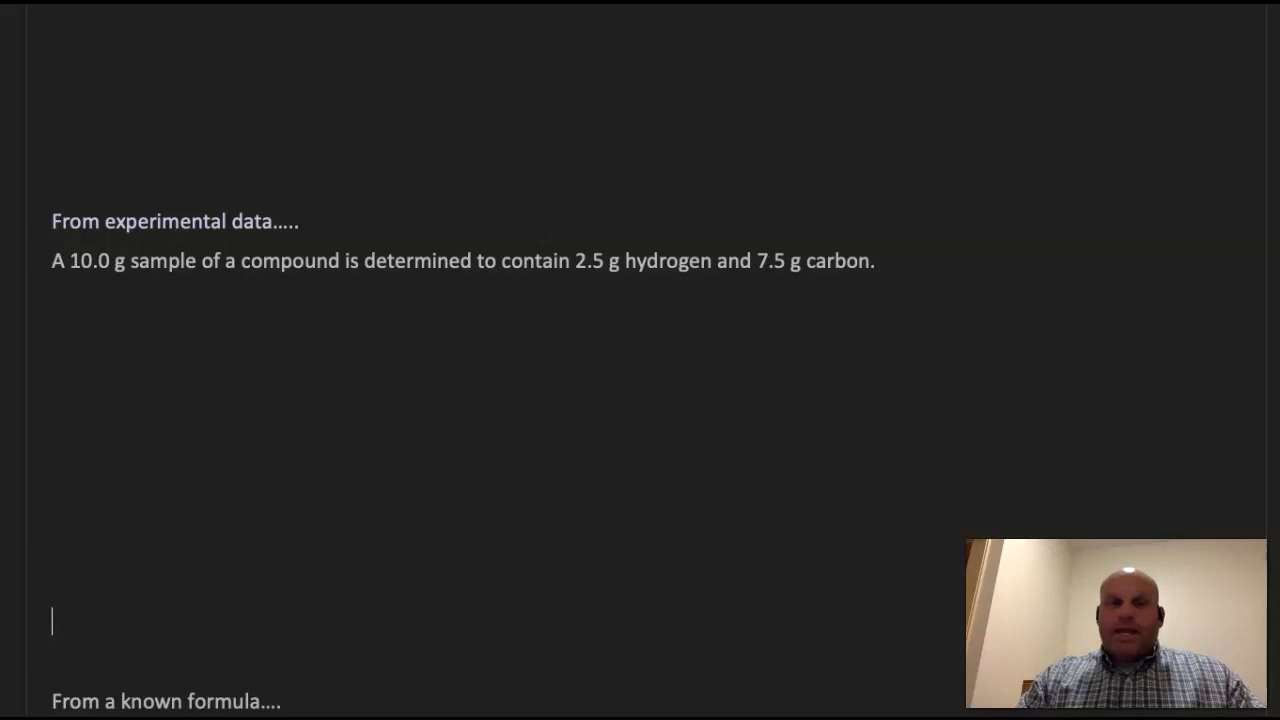 From experimental data.....
A 10.0 g sample of a compound is determined to contain 2.5 g hydrogen and 7.5 g carbon.
From a known formula....